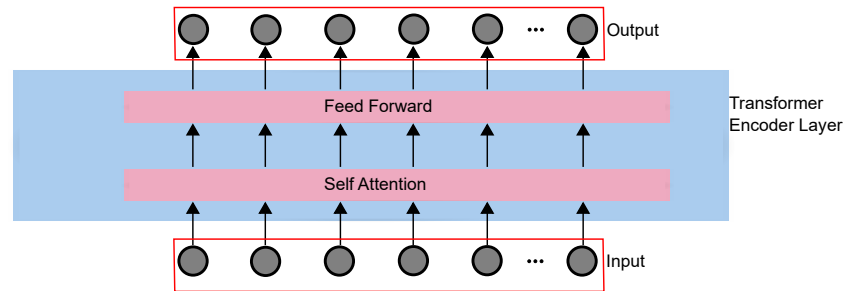 ... Output
Feed Forward
Transformer
Encoder Layer
Self Attention
... Input